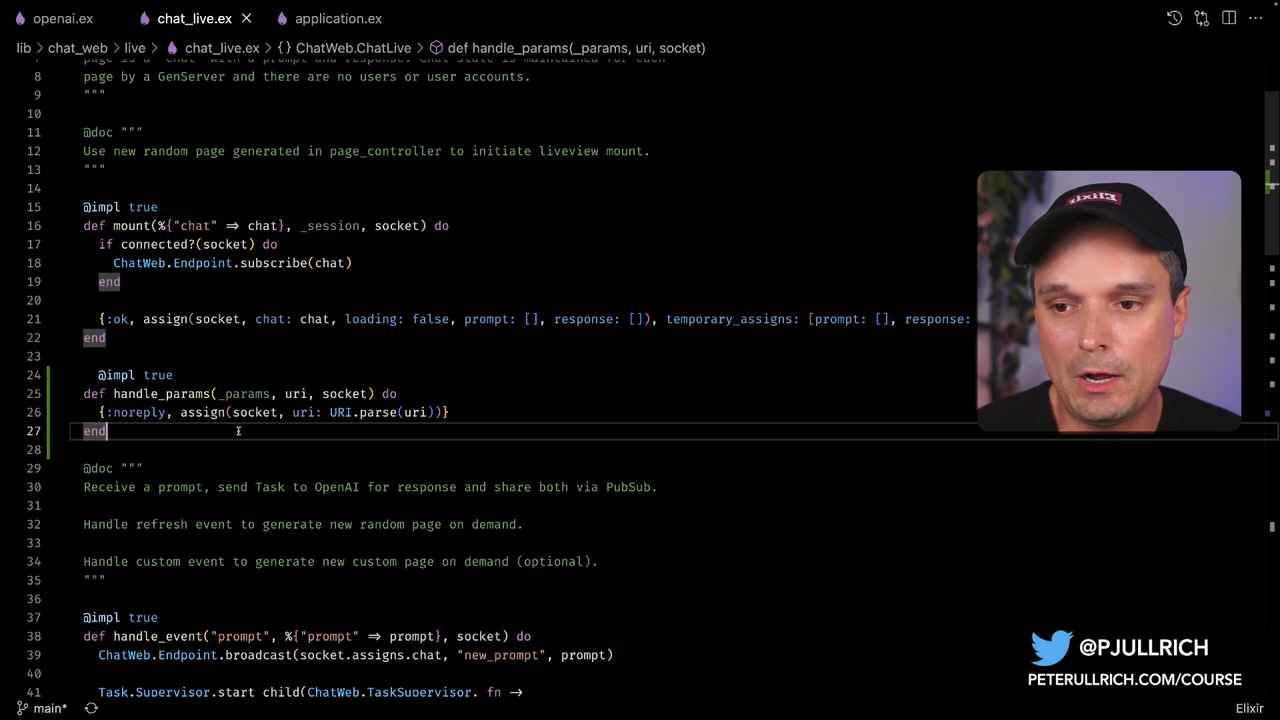 openai.ex
chat_live.ex
application.ex
lib > chat_web > live > chat_live.ex > {} ChatWeb.ChatLive > def handle_params(_params, uri, socket)
8 page by a GenServer and there are no users or user accounts.
9 """
10
11 @doc """
12 Use new random page generated in page_controller to initiate liveview mount.
13 """
14
15 @impl true
16 def mount(%{"chat" => chat}, _session, socket) do
17 if connected?(socket) do
18 ChatWeb.Endpoint.subscribe(chat)
19 end
20
21 {:ok, assign(socket, chat: chat, loading: false, prompt: [], response: []), temporary_assigns: [prompt: [], response:
22 end
23
24 @impl true
25 def handle_params(_params, uri, socket) do
26 {:noreply, assign(socket, uri: URI.parse(uri))}
27 end
28
29 @doc """
30 Receive a prompt, send Task to OpenAI for response and share both via PubSub.
31
32 Handle refresh event to generate new random page on demand.
33
34 Handle custom event to generate new custom page on demand (optional).
35 """
36
37 @impl true
38 def handle_event("prompt", %{"prompt" => prompt}, socket) do
39 ChatWeb.Endpoint.broadcast(socket.assigns.chat, "new_prompt", prompt)
40
41 Task.Supervisor.start_child(ChatWeb.TaskSupervisor, fn ->
@PJULLRICH
PETERULLRICH.COM/COURSE
main*
Elixir